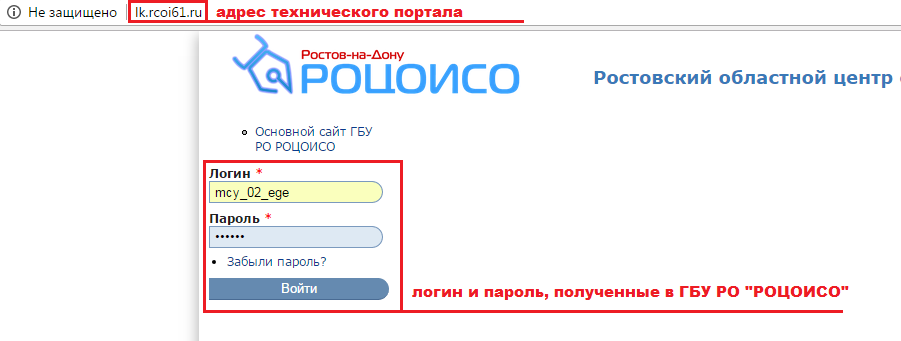 Не защищено lk.rcoi61.ru адрес технического портала
Ростов-на-Дону
РОЦОИСО
Ростовский областной центр
Основной сайт ГБУ
РО РОЦОИСО
Логин *
mcy_02_ege
Пароль *
••••••
Забыли пароль?
Войти
логин и пароль, полученные в ГБУ РО "РОЦОИСО"